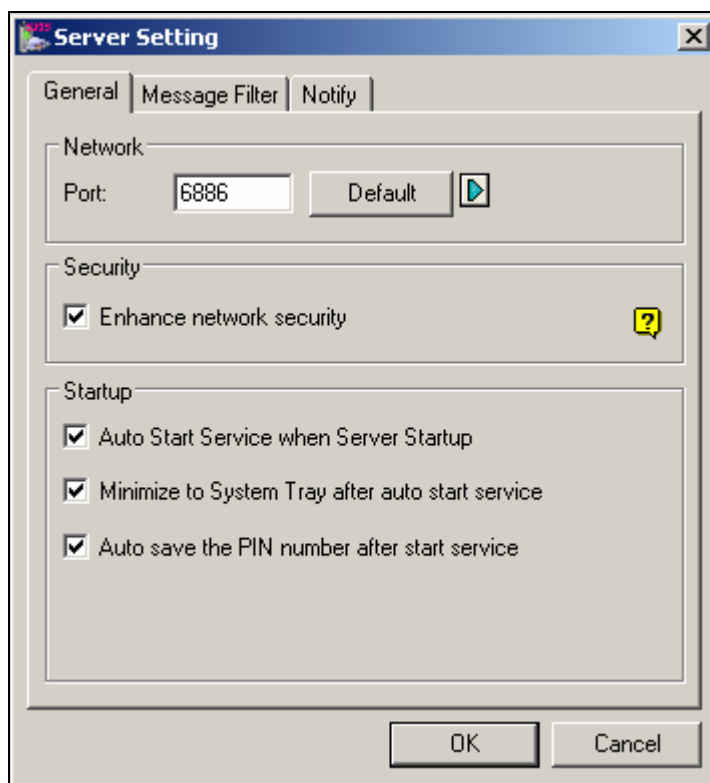 Server Setting
General Message Filter Notify
Network
Port: 6886 Default
Security
Enhance network security
?
Startup
Auto Start Service when Server Startup
Minimize to System Tray after auto start service
Auto save the PIN number after start service
OK Cancel